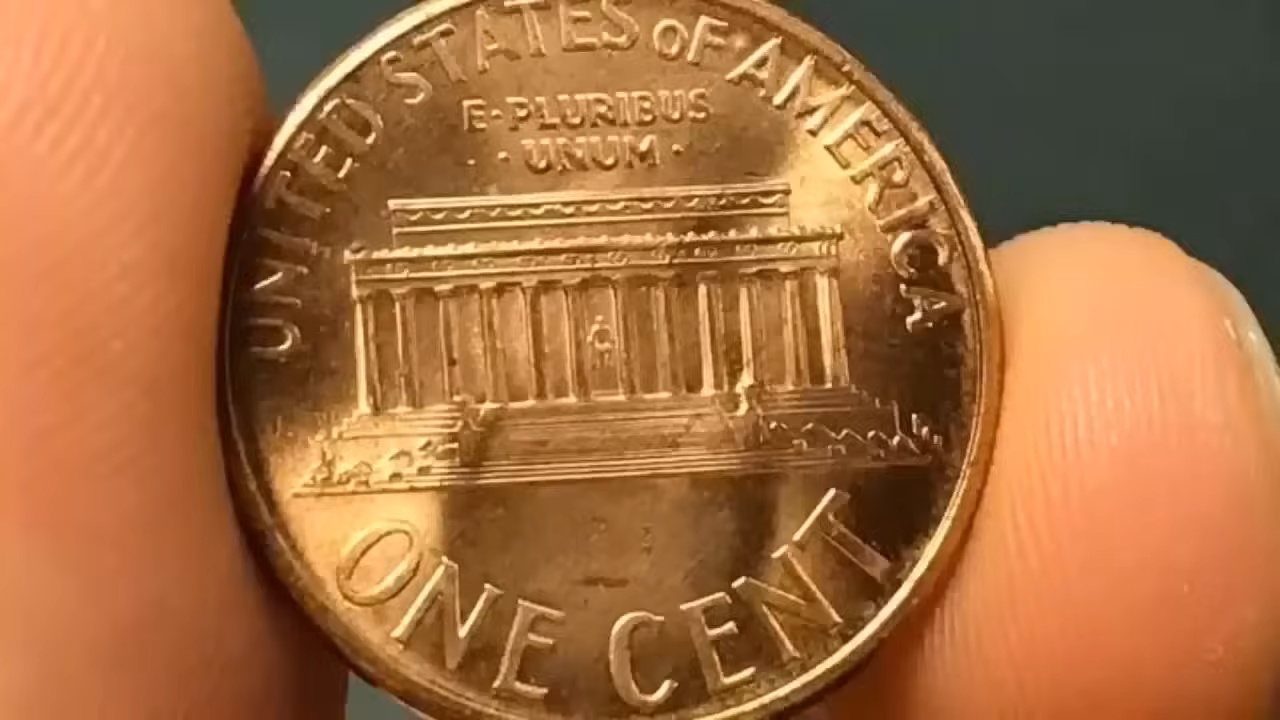 UNITED STATES OF AMERICA
E·PLURIBUS
·UNUM·
ONE CENT